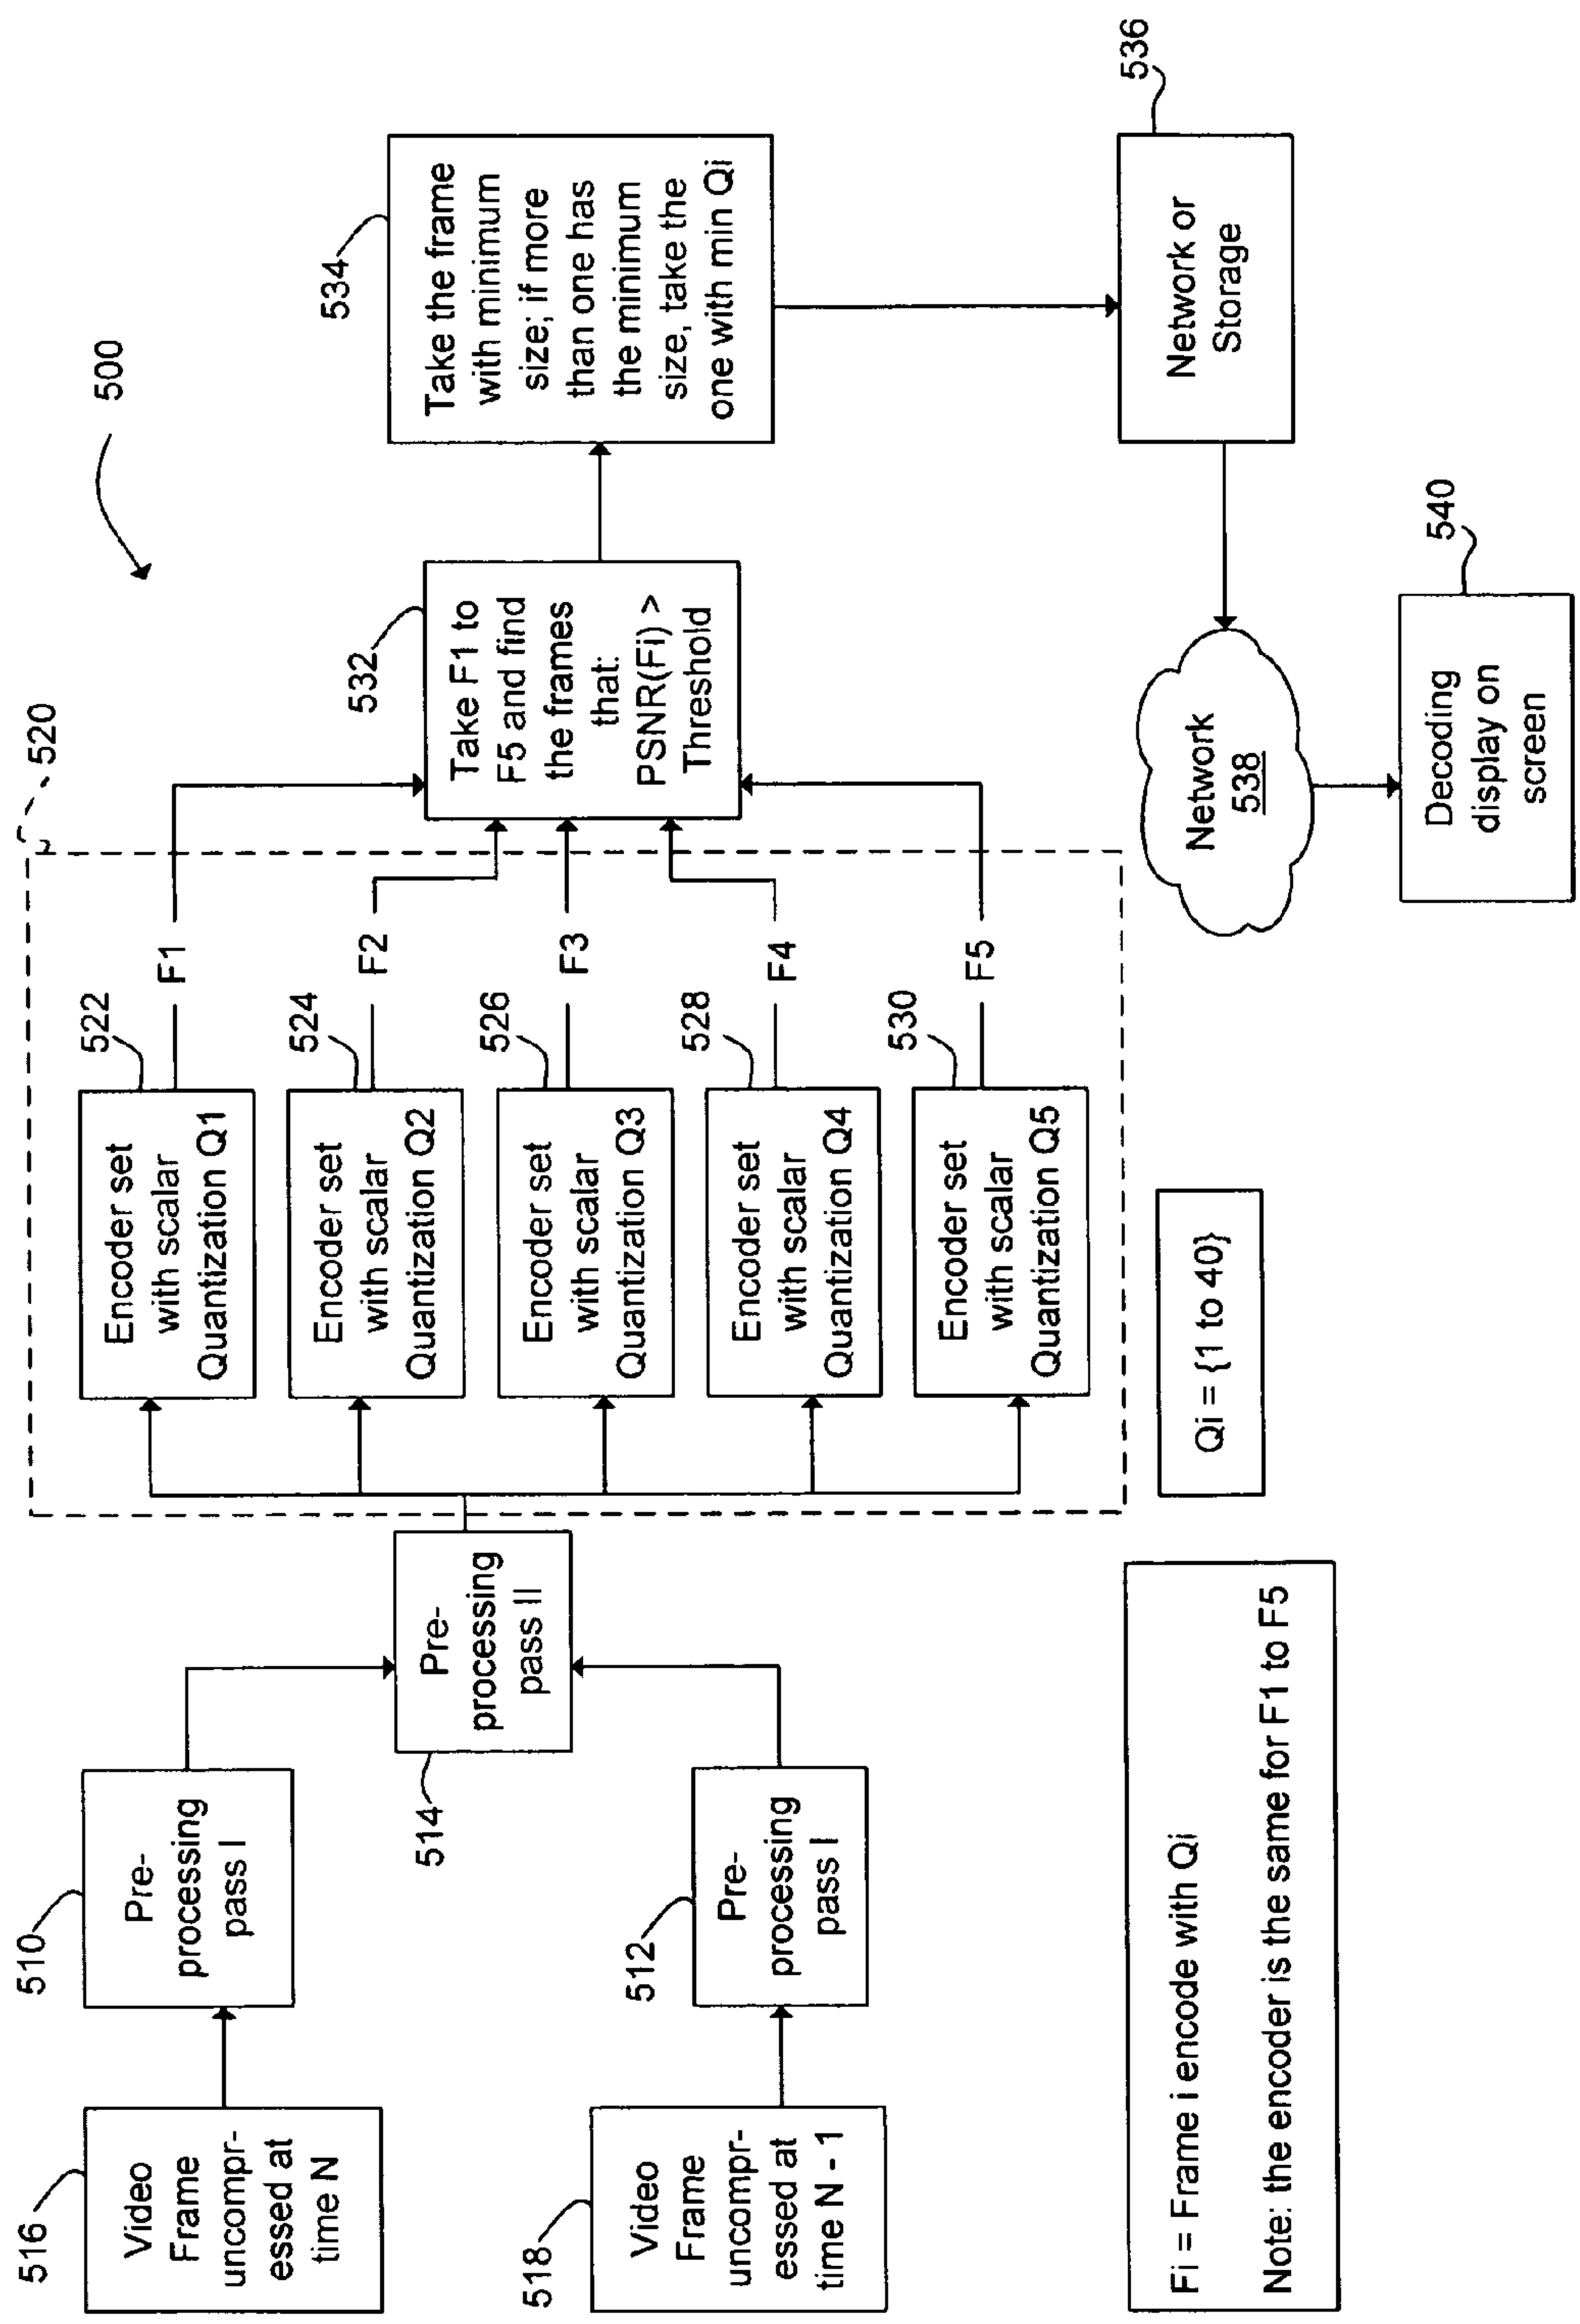 500
516
Video
Frame
uncompr-
essed at
time N
510
Pre-
processing
pass I
518
Video
Frame
uncompr-
essed at
time N - 1
512
Pre-
processing
pass I
514
Pre-
processing
pass II
520
522
Encoder set
with scalar
Quantization Q1
F1
524
Encoder set
with scalar
Quantization Q2
F2
526
Encoder set
with scalar
Quantization Q3
F3
528
Encoder set
with scalar
Quantization Q4
F4
530
Encoder set
with scalar
Quantization Q5
F5
532
Take F1 to
F5 and find
the frames
that:
PSNR(Fi) >
Threshold
534
Take the frame
with minimum
size; if more
than one has
the minimum
size, take the
one with min Qi
536
Network or
Storage
Network
538
540
Decoding
display on
screen
Qi = {1 to 40}
Fi = Frame i encode with Qi
Note: the encoder is the same for F1 to F5